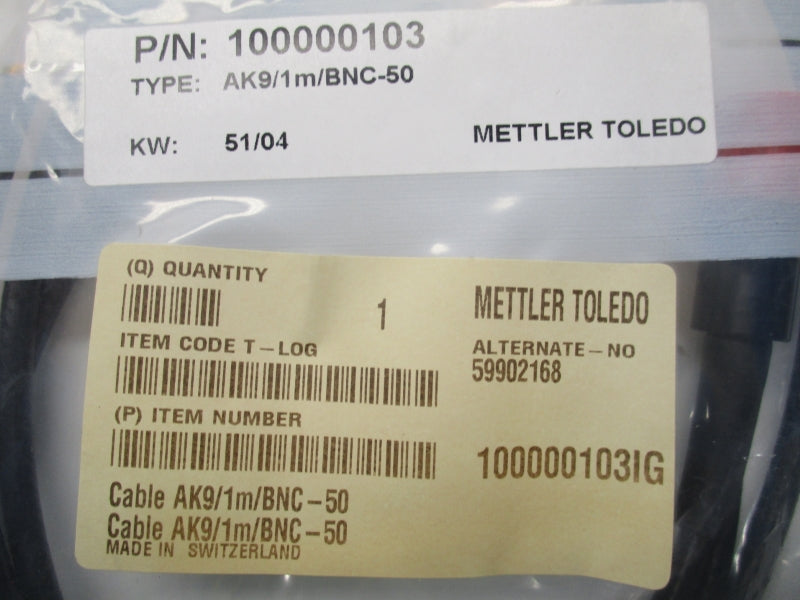 P/N: 100000103
TYPE: AK9/1m/BNC-50
KW: 51/04 METTLER TOLEDO
(Q) QUANTITY
1 METTLER TOLEDO
ITEM CODE T-LOG
ALTERNATE-NO
59902168
(P) ITEM NUMBER
100000103IG
Cable AK9/1m/BNC-50
Cable AK9/1m/BNC-50
MADE IN SWITZERLAND